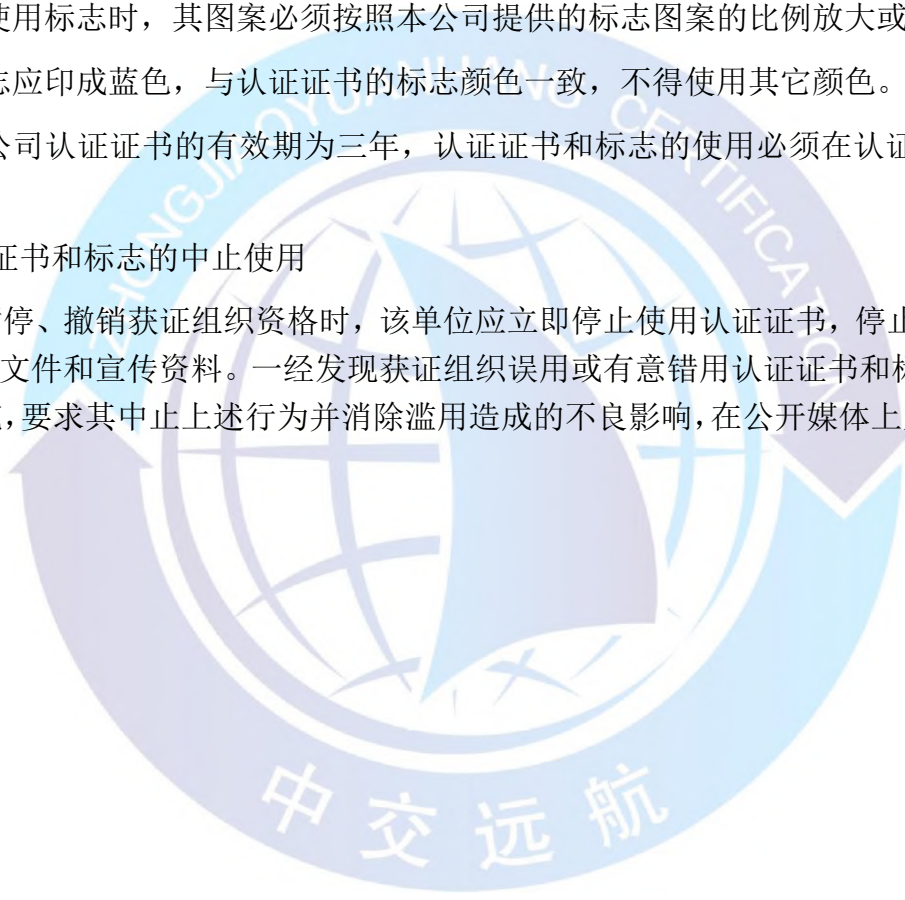 使用标志时，其图案必须按照本公司提供的标志图案的比例放大或
志应印成蓝色，与认证证书的标志颜色一致，不得使用其它颜色。
公司认证证书的有效期为三年，认证证书和标志的使用必须在认证
证书和标志的中止使用
停、撤销获证组织资格时，该单位应立即停止使用认证证书，停止
文件和宣传资料。一经发现获证组织误用或有意错用认证证书和标
，要求其中止上述行为并消除滥用造成的不良影响，在公开媒体上
ZHONGJIAOYUANHANG CERTIFICATION
中交远航